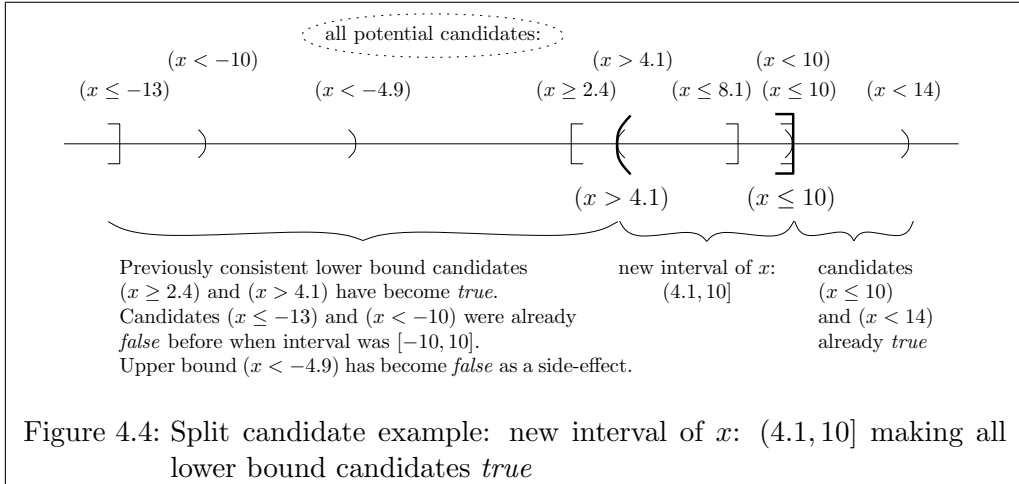 all potential candidates:
(x < −10) (x > 4.1) (x < 10)
(x ≤ −13) (x < −4.9) (x ≥ 2.4) (x ≤ 8.1) (x ≤ 10) (x < 14)
(x > 4.1) (x ≤ 10)
Previously consistent lower bound candidates
(x ≥ 2.4) and (x > 4.1) have become true.
Candidates (x ≤ −13) and (x < −10) were already
false before when interval was [−10, 10].
Upper bound (x < −4.9) has become false as a side-effect.
new interval of x:
(4.1, 10]
candidates
(x ≤ 10)
and (x < 14)
already true
Figure 4.4: Split candidate example: new interval of x: (4.1, 10] making all
lower bound candidates true